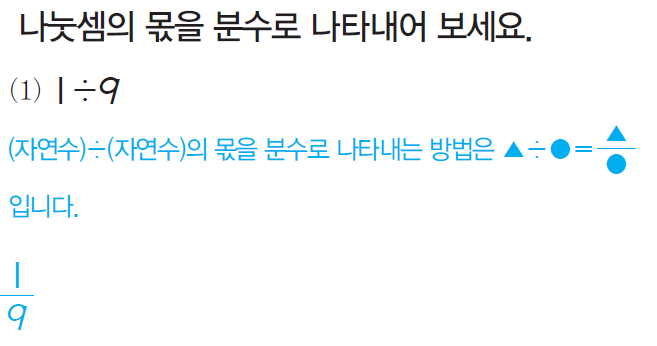 나눗셈의 몫을 분수로 나타내어 보세요.
(1) 1÷9
(자연수)÷(자연수)의 몫을 분수로 나타내는 방법은 ▲÷●=▲/●
입니다.
1/9